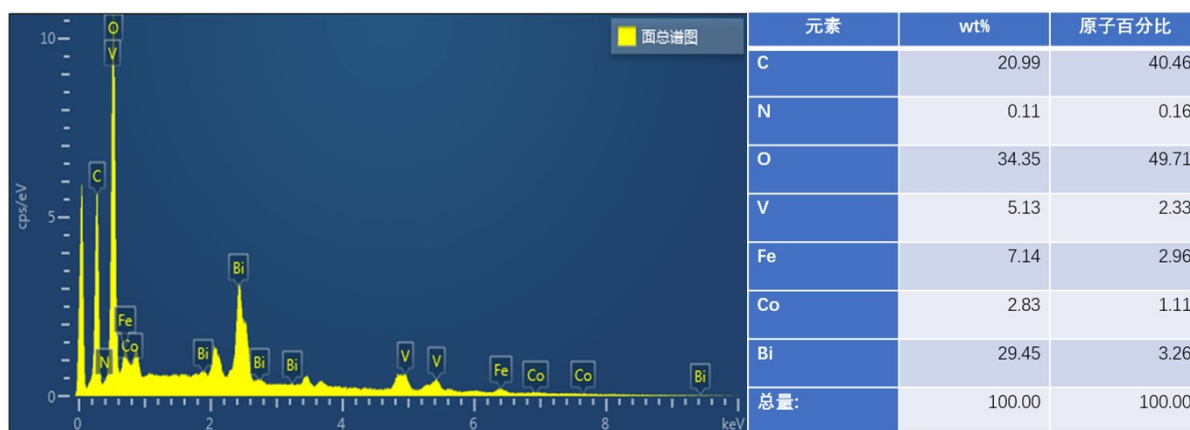 面总谱图
cps/eV
10
5
0
O
V
C
N
Fe
Co
Bi
Bi
Bi
Bi
V
V
Fe
Co
Co
Bi
0 2 4 6 8 keV
元素 wt% 原子百分比
C 20.99 40.46
N 0.11 0.16
O 34.35 49.71
V 5.13 2.33
Fe 7.14 2.96
Co 2.83 1.11
Bi 29.45 3.26
总量: 100.00 100.00